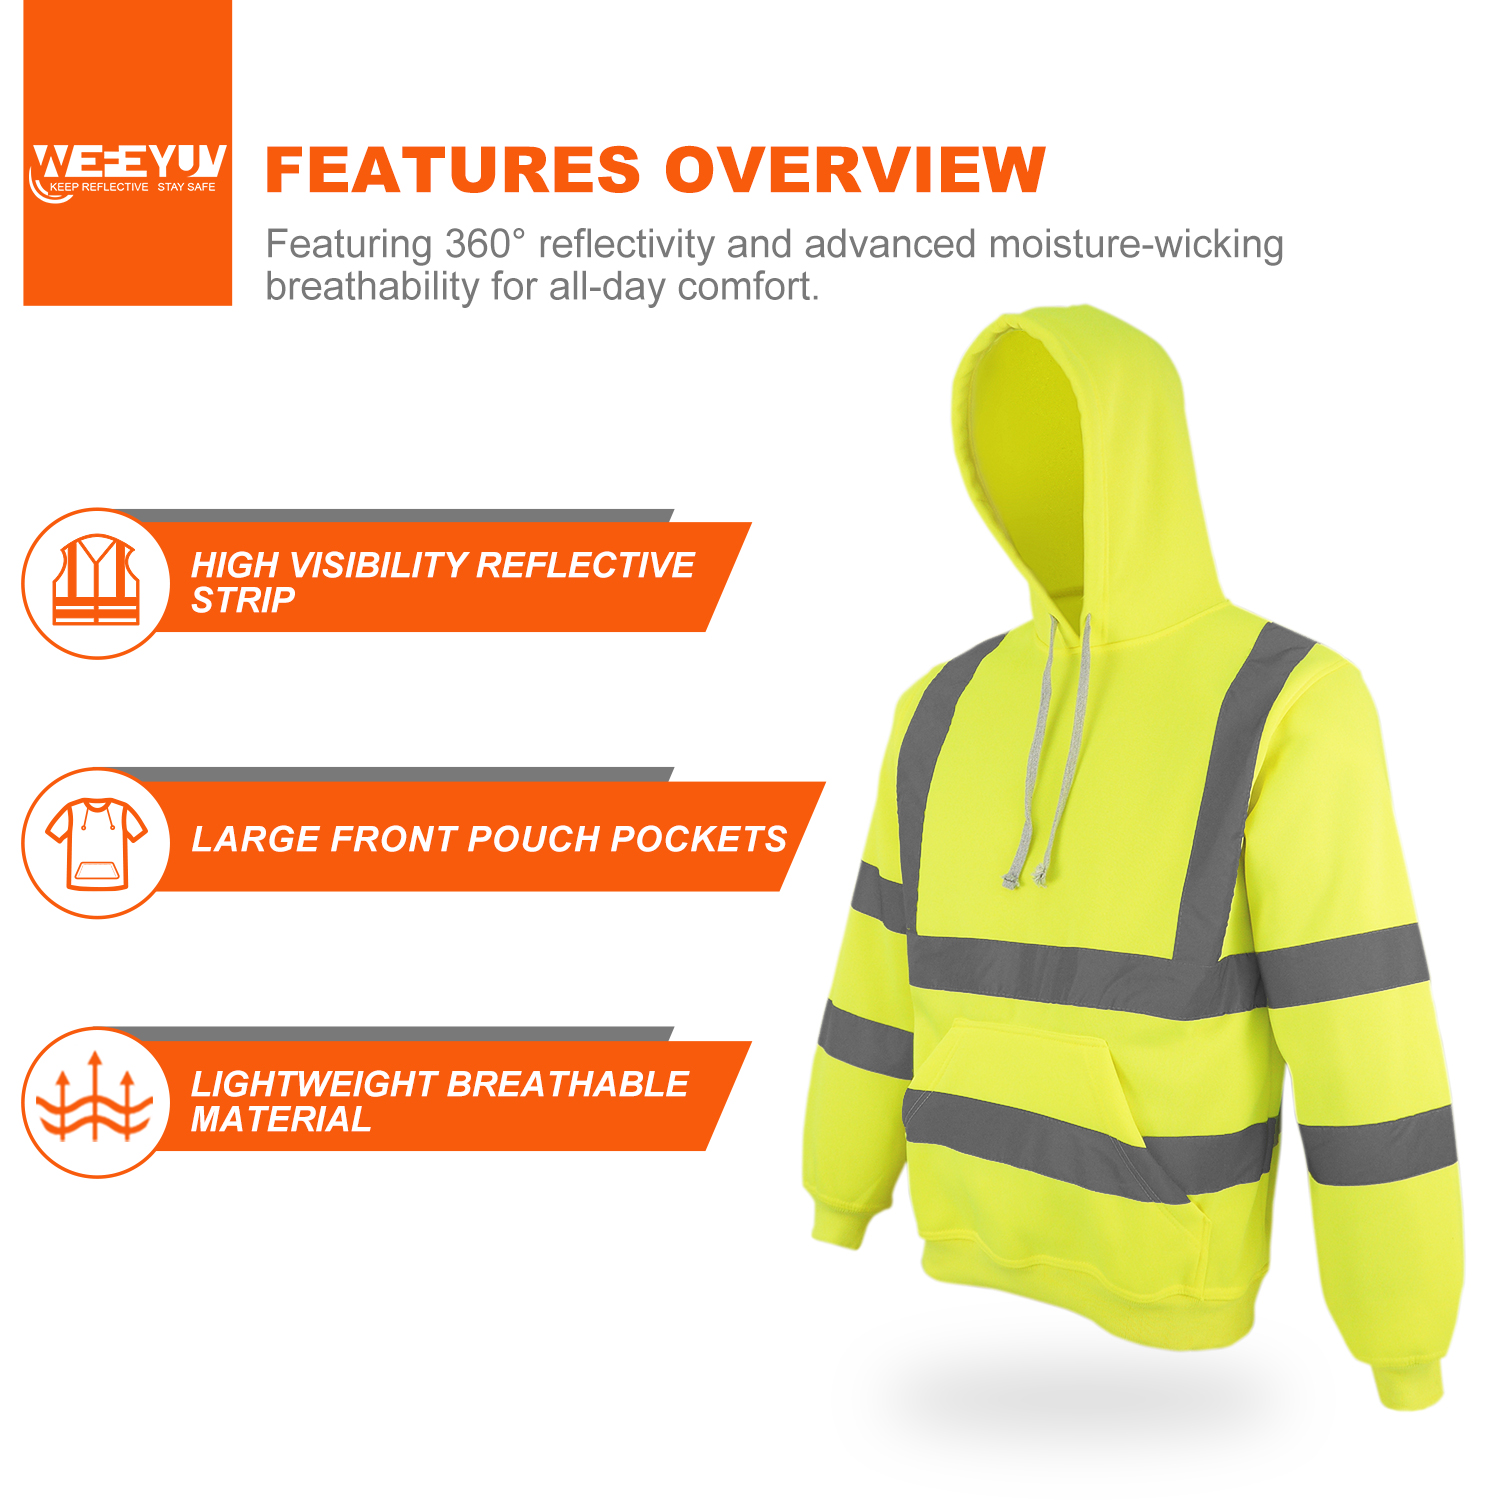 WEFEYUV
KEEP REFLECTIVE STAY SAFE
FEATURES OVERVIEW
Featuring 360° reflectivity and advanced moisture-wicking
breathability for all-day comfort.
HIGH VISIBILITY REFLECTIVE
STRIP
LARGE FRONT POUCH POCKETS
LIGHTWEIGHT BREATHABLE
MATERIAL